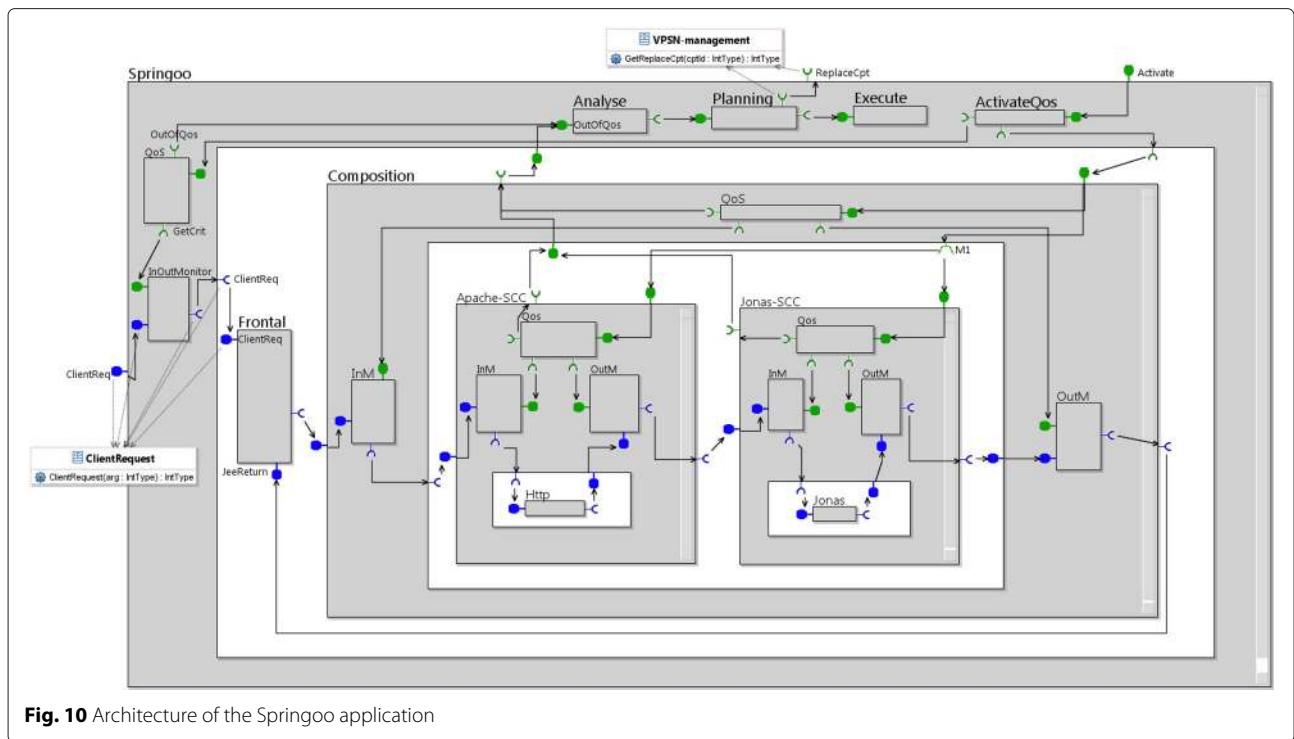 VPSN-management
GetReplaceCpt(cptId : IntType) : IntType
Springoo
ReplaceCpt
Activate
Analyse
OutOfQos
Planning
Execute
ActivateQos
OutOfQos
QoS
GetCrit
InOutMonitor
ClientReq
Frontal
ClientReq
ClientReq
ClientRequest
ClientRequest(arg : IntType) : IntType
JeeReturn
Composition
QoS
M1
InM
Apache-SCC
Qos
InM
OutM
Http
Jonas-SCC
Qos
InM
OutM
Jonas
OutM
Fig. 10 Architecture of the Springoo application